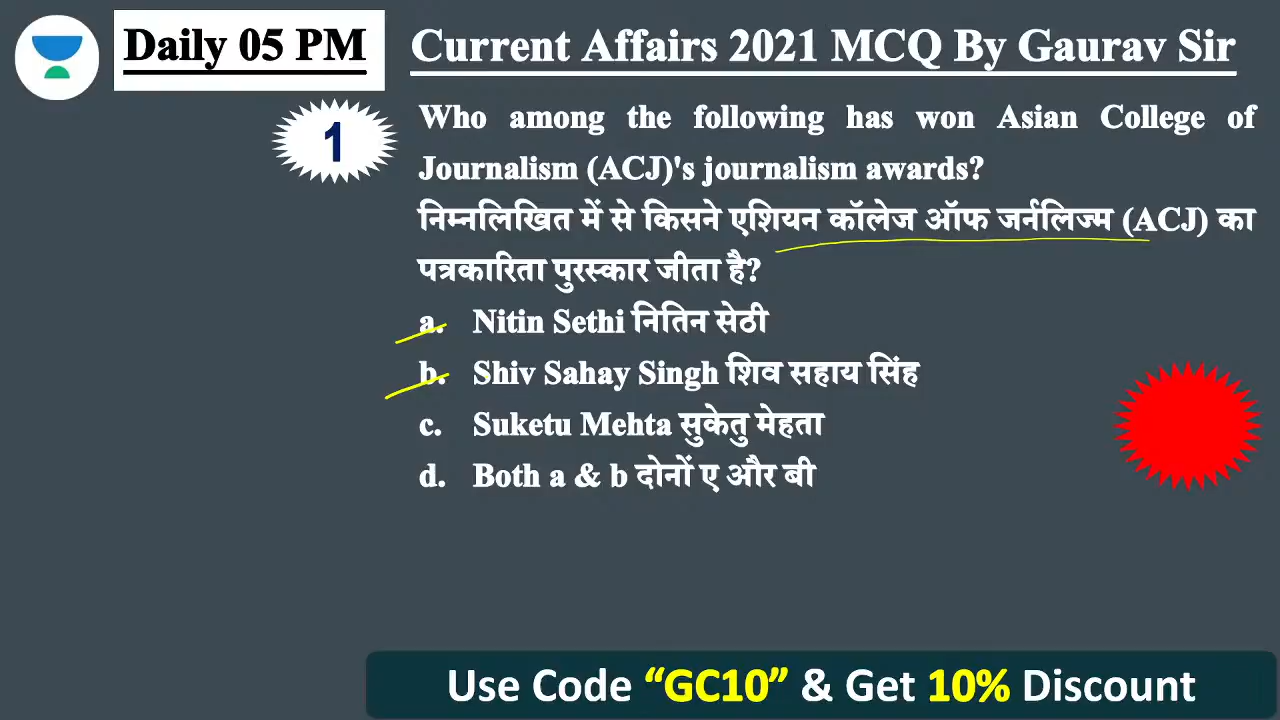 Daily 05 PM
Current Affairs 2021 MCQ By Gaurav Sir
1
Who among the following has won Asian College of
Journalism (ACJ)'s journalism awards?
निम्नलिखित में से किसने एशियन कॉलेज ऑफ जर्नलिज्म (ACJ) का
पत्रकारिता पुरस्कार जीता है?
a. Nitin Sethi नितिन सेठी
b. Shiv Sahay Singh शिव सहाय सिंह
c. Suketu Mehta सुकेतु मेहता
d. Both a & b दोनों ए और बी
Use Code “GC10” & Get 10% Discount